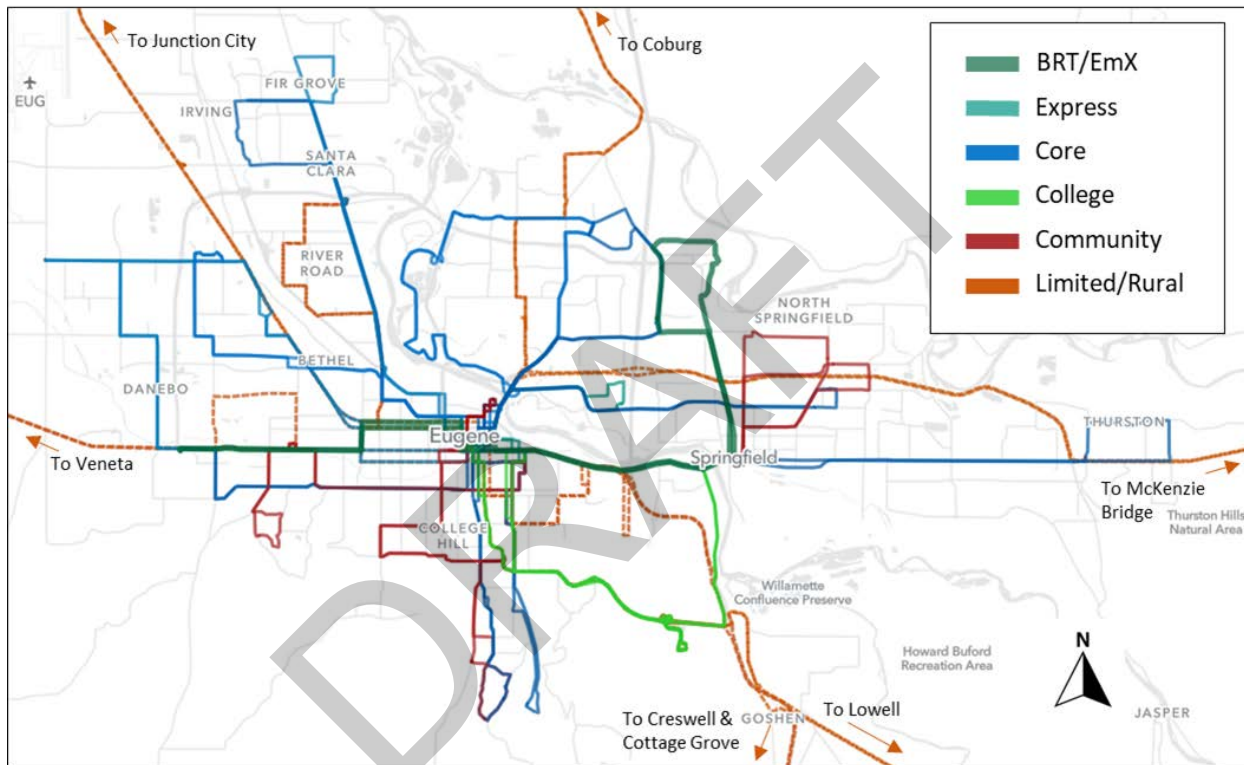 To Junction City
To Coburg
EUG
FIR GROVE
IRVING
SANTA
CLARA
RIVER
ROAD
BETHEL
DANEBO
Eugene
To Veneta
COLLEGE
HILL
NORTH
SPRINGFIELD
Springfield
THURSTON
To McKenzie
Bridge
Thurston Hills
Natural Area
Willamette
Confluence Preserve
Howard Buford
Recreation Area
To Creswell &
Cottage Grove
GOSHEN
To Lowell
JASPER
N
BRT/EmX
Express
Core
College
Community
Limited/Rural
DRAFT